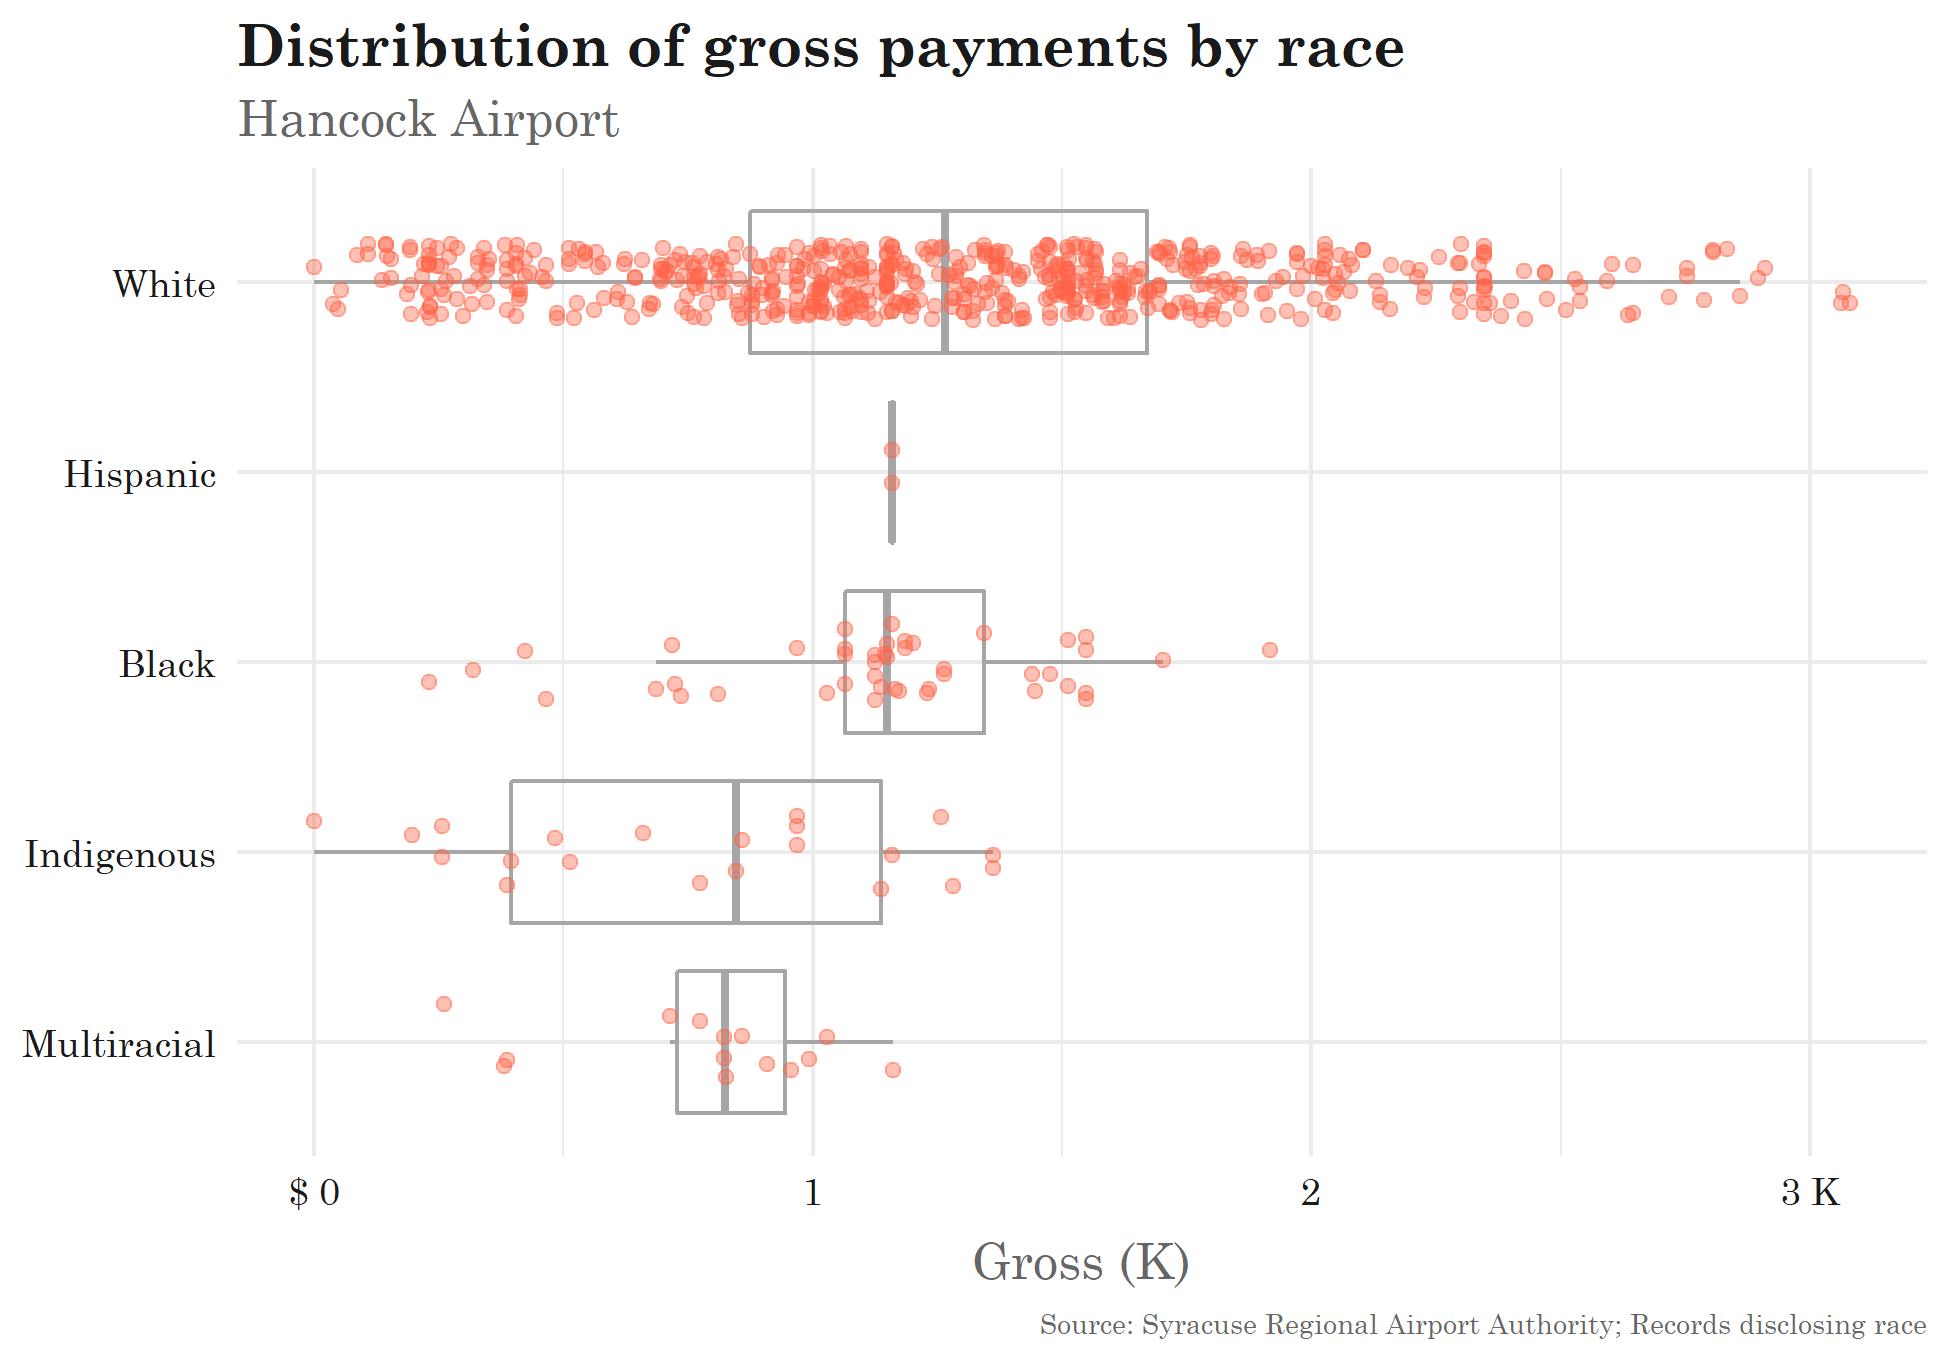 Distribution of gross payments by race
Hancock Airport
White
Hispanic
Black
Indigenous
Multiracial
$ 0 1 2 3 K
Gross (K)
Source: Syracuse Regional Airport Authority; Records disclosing race